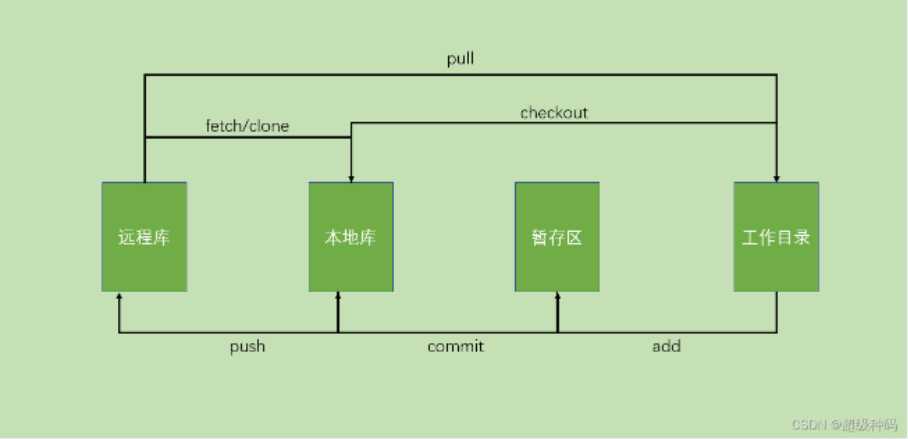 pull
checkout
fetch/clone
远程库
本地库
暂存区
工作目录
push
commit
add
CSDN @超级种码